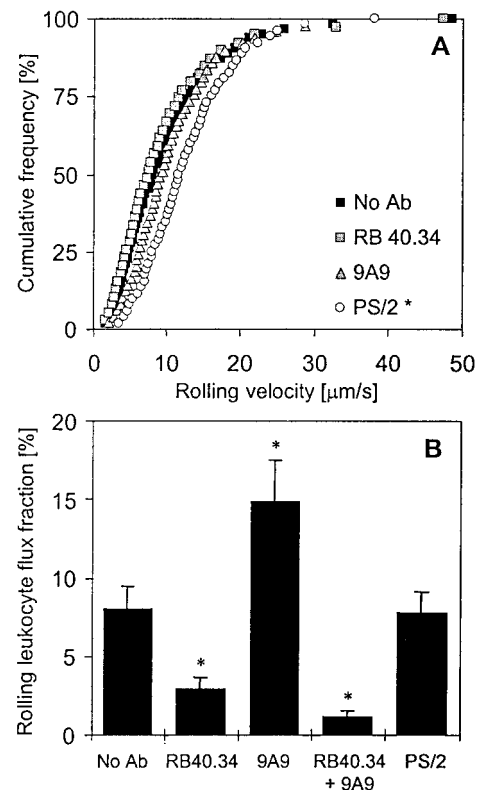 A
Cumulative frequency [%]
100
75
50
25
0
No Ab
RB 40.34
9A9
PS/2 *
0 10 20 30 40 50
Rolling velocity [μm/s]
B
Rolling leukocyte flux fraction [%]
20
15
10
5
0
*
*
*
No Ab RB40.34 9A9 RB40.34 PS/2
+ 9A9